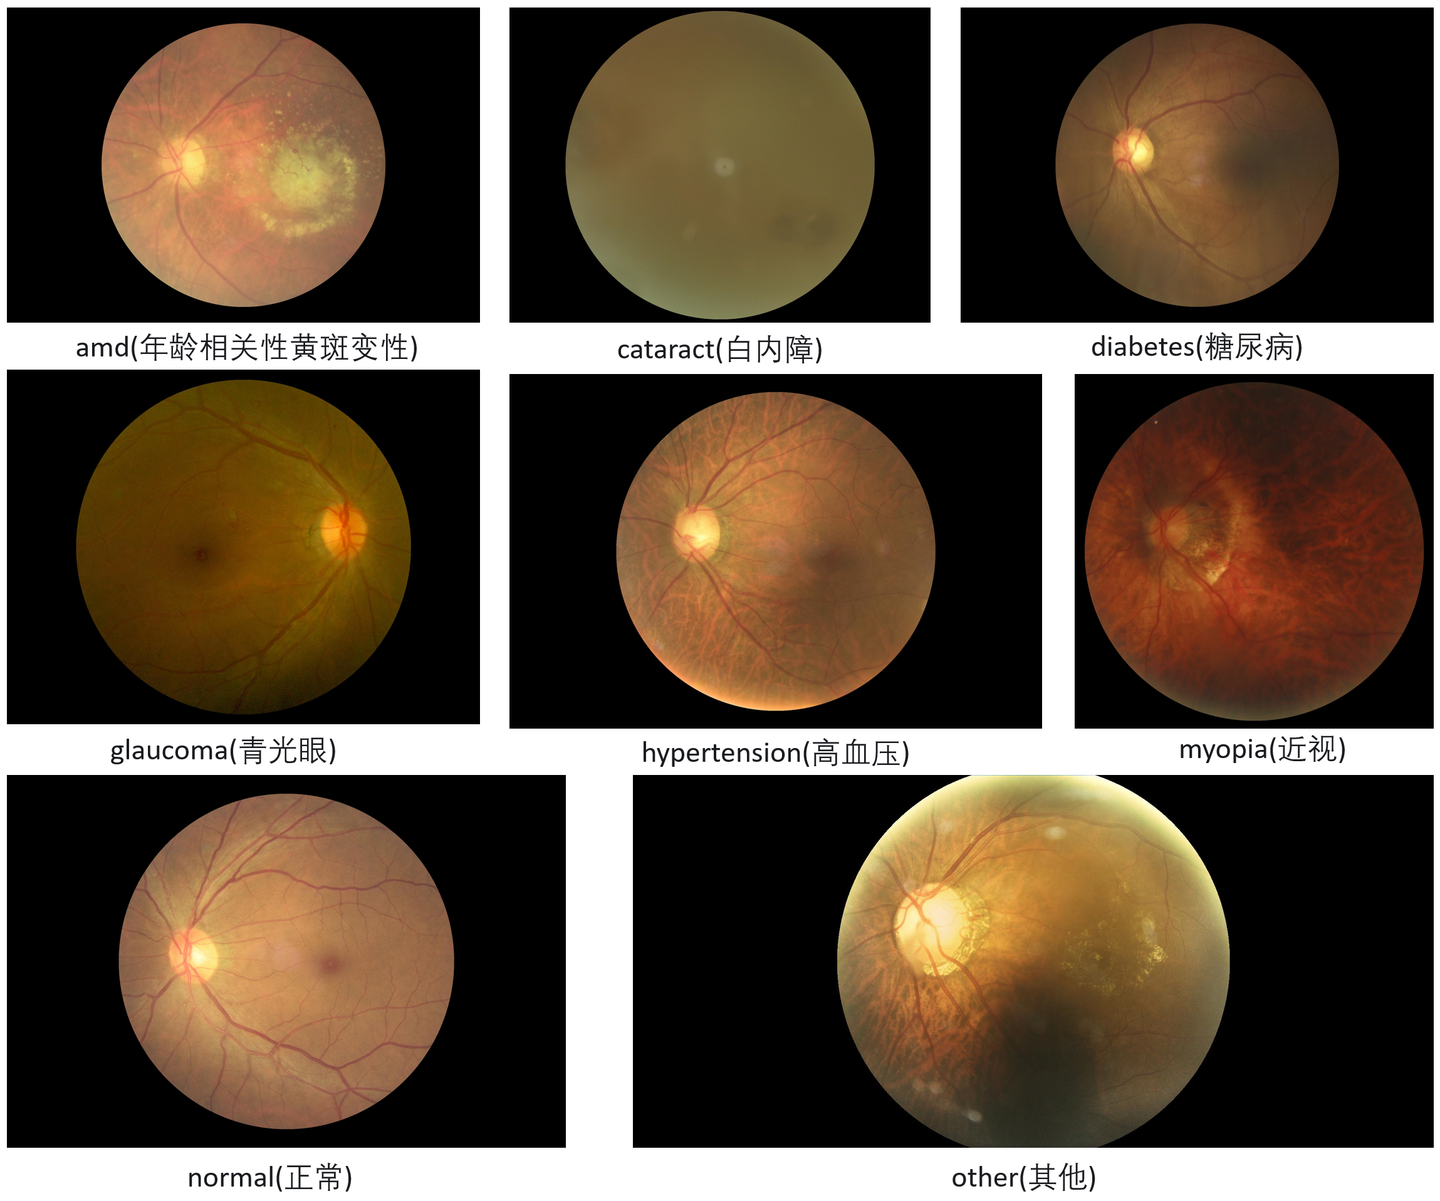 amd(年龄相关性黄斑变性)
cataract(白内障)
diabetes(糖尿病)
glaucoma(青光眼)
hypertension(高血压)
myopia(近视)
normal(正常)
other(其他)